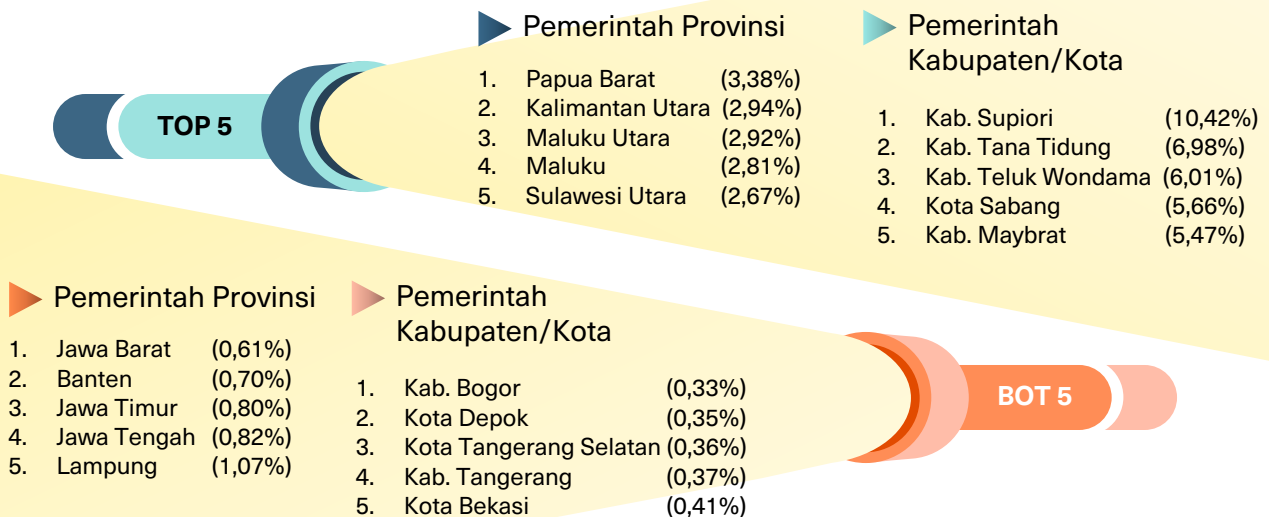 TOP 5
Pemerintah Provinsi
1. Papua Barat (3,38%)
2. Kalimantan Utara (2,94%)
3. Maluku Utara (2,92%)
4. Maluku (2,81%)
5. Sulawesi Utara (2,67%)
Pemerintah
Kabupaten/Kota
1. Kab. Supiori (10,42%)
2. Kab. Tana Tidung (6,98%)
3. Kab. Teluk Wondama (6,01%)
4. Kota Sabang (5,66%)
5. Kab. Maybrat (5,47%)
Pemerintah Provinsi
1. Jawa Barat (0,61%)
2. Banten (0,70%)
3. Jawa Timur (0,80%)
4. Jawa Tengah (0,82%)
5. Lampung (1,07%)
Pemerintah
Kabupaten/Kota
1. Kab. Bogor (0,33%)
2. Kota Depok (0,35%)
3. Kota Tangerang Selatan (0,36%)
4. Kab. Tangerang (0,37%)
5. Kota Bekasi (0,41%)
BOT 5